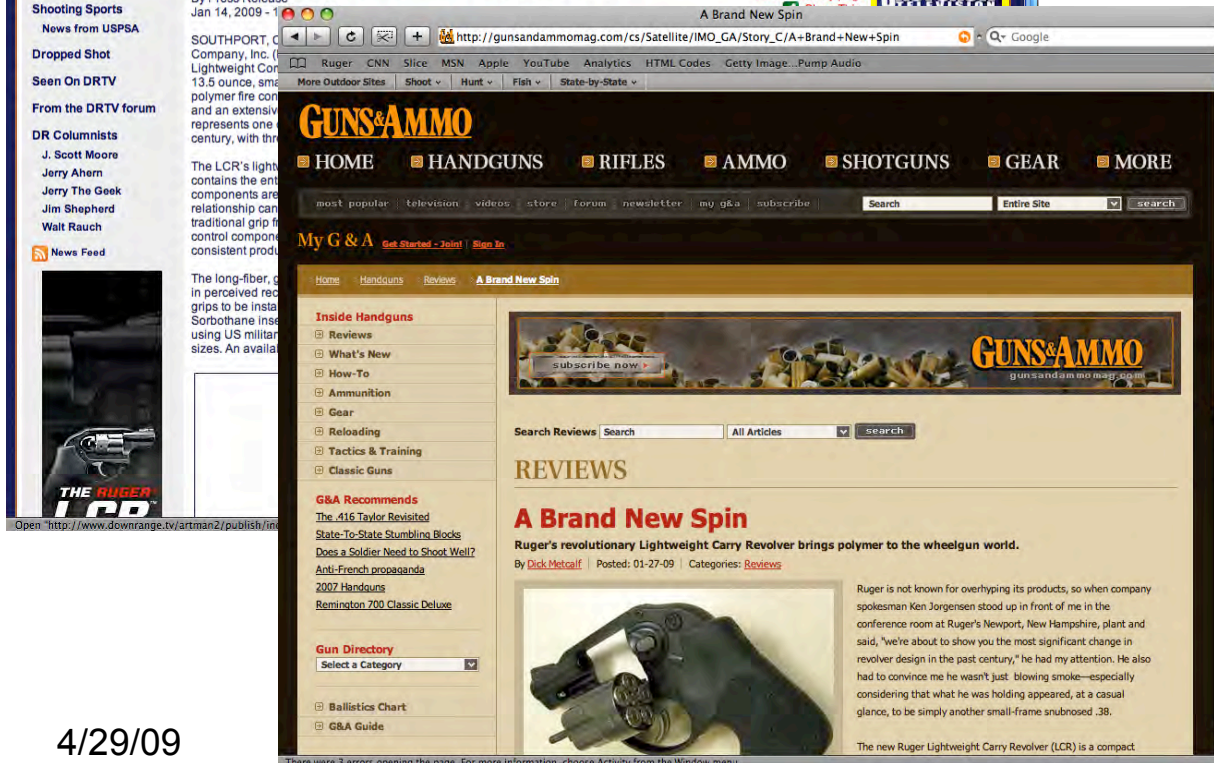 Shooting Sports
News from USPSA
Dropped Shot
Seen On DRTV
From the DRTV forum
DR Columnists
J. Scott Moore
Jerry Ahern
Jerry The Geek
Jim Shepherd
Walt Rauch
News Feed
THE RUGER
LCR™
Jan 14, 2009 - 1
SOUTHPORT, C
Company, Inc. (
Lightweight Con
13.5 ounce, sma
polymer fire con
and an extensiv
represents one
century, with thr
The LCR's lightw
contains the ent
components are
relationship can
traditional grip fr
control compone
consistent produ
The long-fiber, g
in perceived rec
grips to be insta
Sorbothane inse
using US militar
sizes. An availal
Open "http://www.downrange.tv/artman2/publish/ine
A Brand New Spin
http://gunsandammomag.com/cs/Satellite/IMO_GA/Story_C/A+Brand+New+Spin
Google
Ruger CNN Slice MSN Apple YouTube Analytics HTML Codes Getty Image...Pump Audio
More Outdoor Sites Shoot Hunt Fish State-by-State
GUNS&AMMO
HOME HANDGUNS RIFLES AMMO SHOTGUNS GEAR MORE
most popular television videos store forum newsletter my g&a subscribe Search Entire Site search
My G & A Get Started - Join! Sign In
Home Handguns Reviews A Brand New Spin
Inside Handguns
Reviews
What's New
How-To
Ammunition
Gear
Reloading
Tactics & Training
Classic Guns
G&A Recommends
The .416 Taylor Revisited
State-To-State Stumbling Blocks
Does a Soldier Need to Shoot Well?
Anti-French propaganda
2007 Handguns
Remington 700 Classic Deluxe
Gun Directory
Select a Category
Ballistics Chart
G&A Guide
subscribe now
GUNS&AMMO
gunsandammomag.com
Search Reviews Search All Articles search
REVIEWS
A Brand New Spin
Ruger's revolutionary Lightweight Carry Revolver brings polymer to the wheelgun world.
By Dick Metcalf Posted: 01-27-09 Categories: Reviews
Ruger is not known for overhyping its products, so when company
spokesman Ken Jorgensen stood up in front of me in the
conference room at Ruger's Newport, New Hampshire, plant and
said, "we're about to show you the most significant change in
revolver design in the past century," he had my attention. He also
had to convince me he wasn't just blowing smoke—especially
considering that what he was holding appeared, at a casual
glance, to be simply another small-frame snubnosed .38.
The new Ruger Lightweight Carry Revolver (LCR) is a compact
There were 3 errors opening the page. For more information, choose Activity from the Window menu.
4/29/09